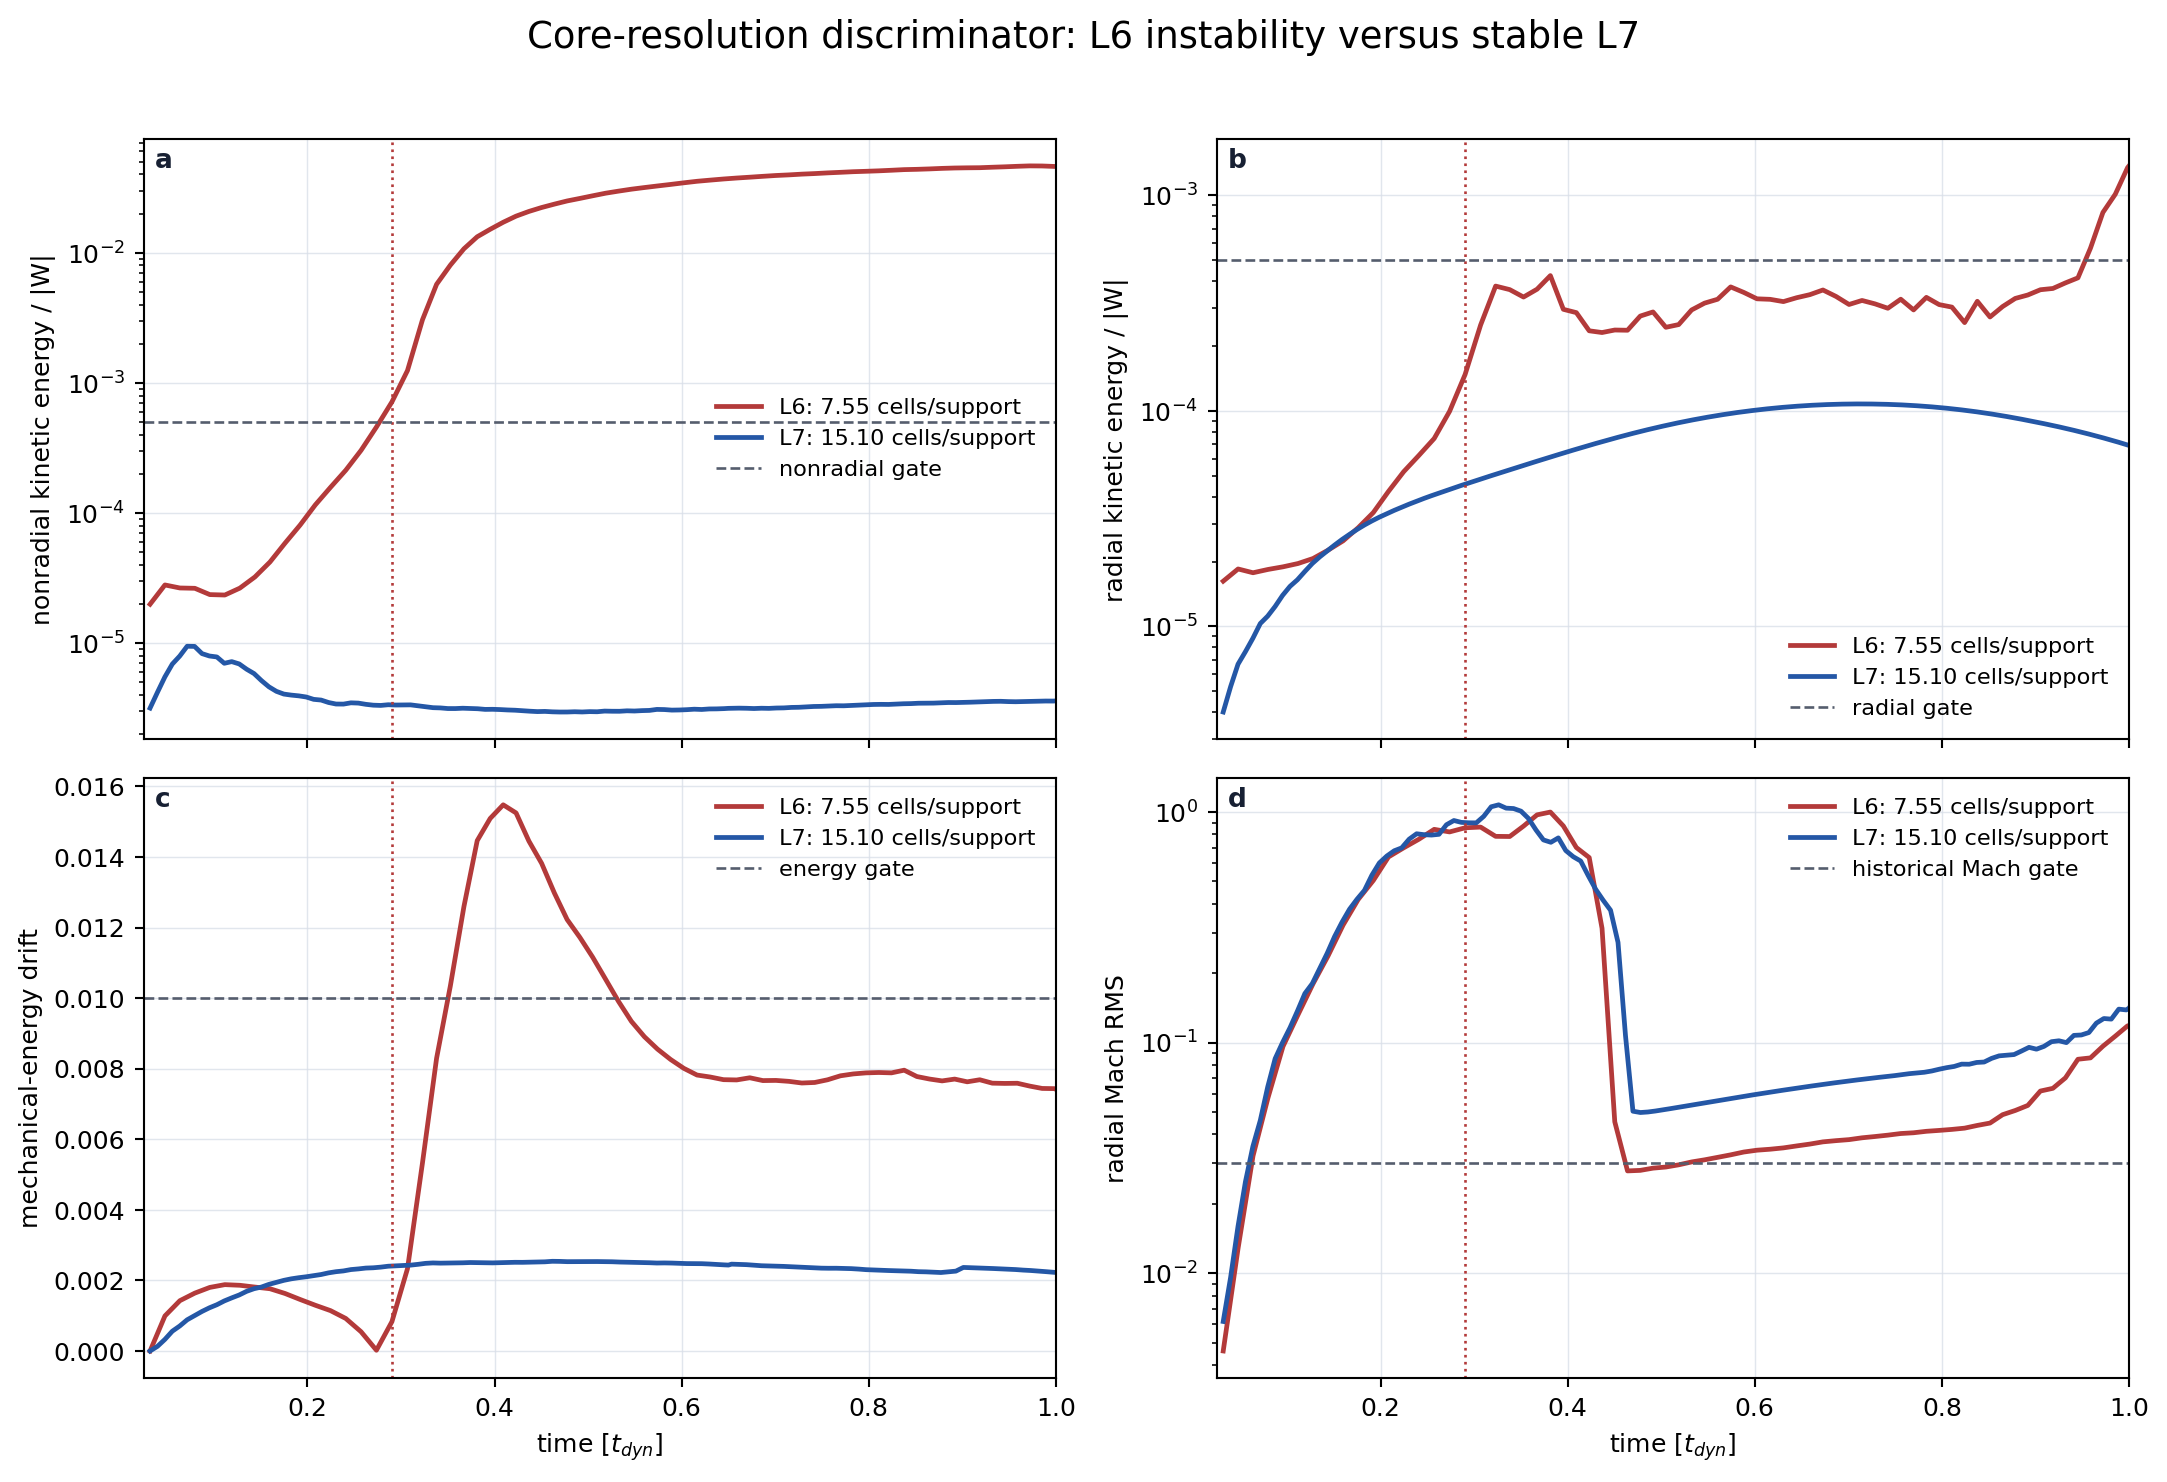 Core-resolution discriminator: L6 instability versus stable L7
a
nonradial kinetic energy / |W|
10⁻²
10⁻³
10⁻⁴
10⁻⁵
L6: 7.55 cells/support
L7: 15.10 cells/support
nonradial gate
b
radial kinetic energy / |W|
10⁻³
10⁻⁴
10⁻⁵
L6: 7.55 cells/support
L7: 15.10 cells/support
radial gate
c
mechanical-energy drift
0.016
0.014
0.012
0.010
0.008
0.006
0.004
0.002
0.000
L6: 7.55 cells/support
L7: 15.10 cells/support
energy gate
0.2 0.4 0.6 0.8 1.0
time [t_dyn]
d
radial Mach RMS
10⁰
10⁻¹
10⁻²
L6: 7.55 cells/support
L7: 15.10 cells/support
historical Mach gate
0.2 0.4 0.6 0.8 1.0
time [t_dyn]